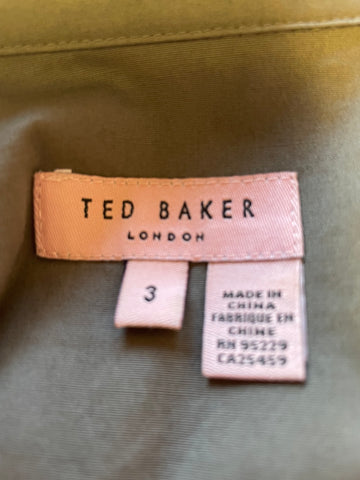 TED BAKER
LONDON
3
MADE IN
CHINA
FABRIQUE EN
CHINE
RN 95229
CA25459